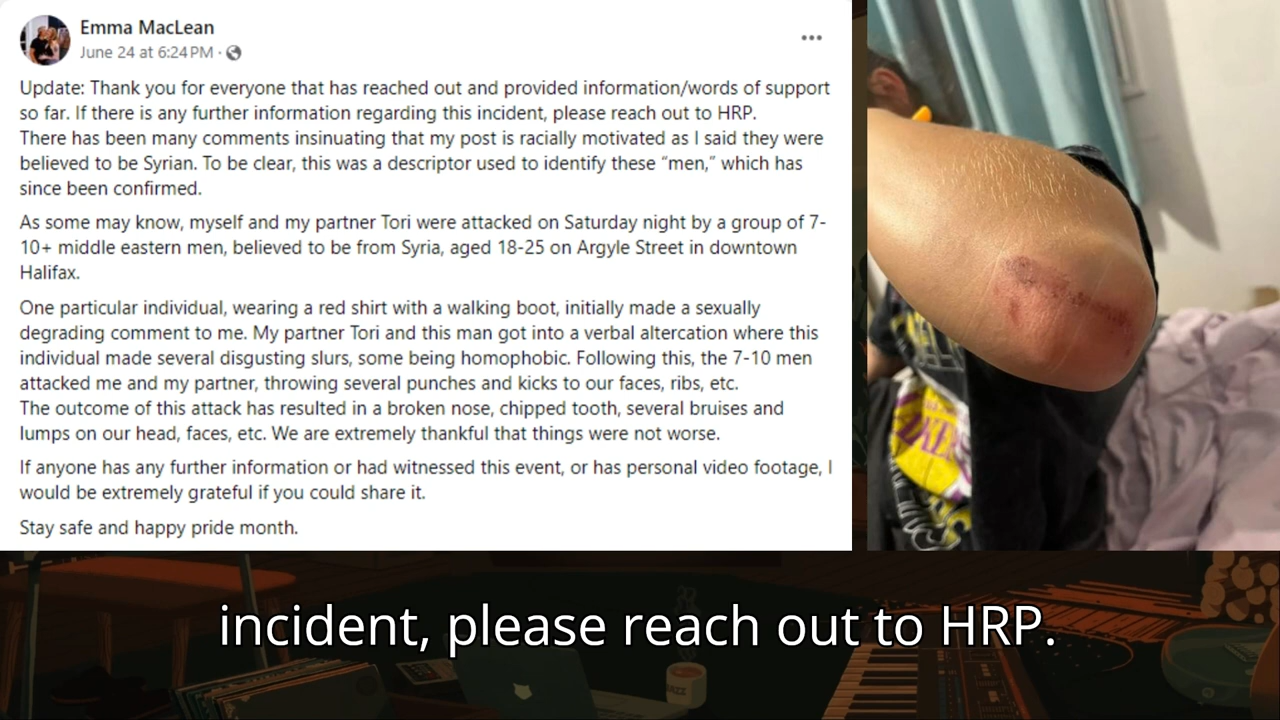 Emma MacLean
June 24 at 6:24 PM ·
Update: Thank you for everyone that has reached out and provided information/words of support
so far. If there is any further information regarding this incident, please reach out to HRP.
There has been many comments insinuating that my post is racially motivated as I said they were
believed to be Syrian. To be clear, this was a descriptor used to identify these “men,” which has
since been confirmed.
As some may know, myself and my partner Tori were attacked on Saturday night by a group of 7-
10+ middle eastern men, believed to be from Syria, aged 18-25 on Argyle Street in downtown
Halifax.
One particular individual, wearing a red shirt with a walking boot, initially made a sexually
degrading comment to me. My partner Tori and this man got into a verbal altercation where this
individual made several disgusting slurs, some being homophobic. Following this, the 7-10 men
attacked me and my partner, throwing several punches and kicks to our faces, ribs, etc.
The outcome of this attack has resulted in a broken nose, chipped tooth, several bruises and
lumps on our head, faces, etc. We are extremely thankful that things were not worse.
If anyone has any further information or had witnessed this event, or has personal video footage, I
would be extremely grateful if you could share it.
Stay safe and happy pride month.
incident, please reach out to HRP.
JAZZ